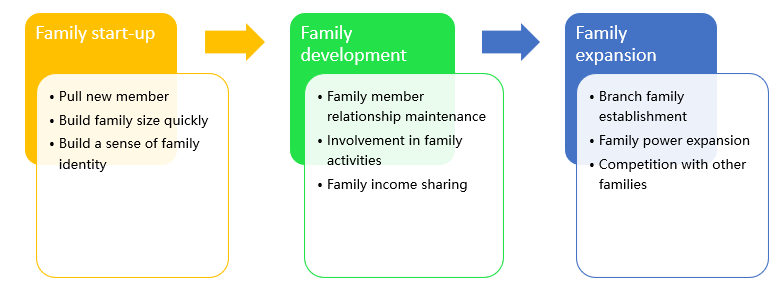 Family start-up
• Pull new member
• Build family size quickly
• Build a sense of family
identity
Family
development
• Family member
relationship maintenance
• Involvement in family
activities
• Family income sharing
Family
expansion
• Branch family
establishment
• Family power expansion
• Competition with other
families